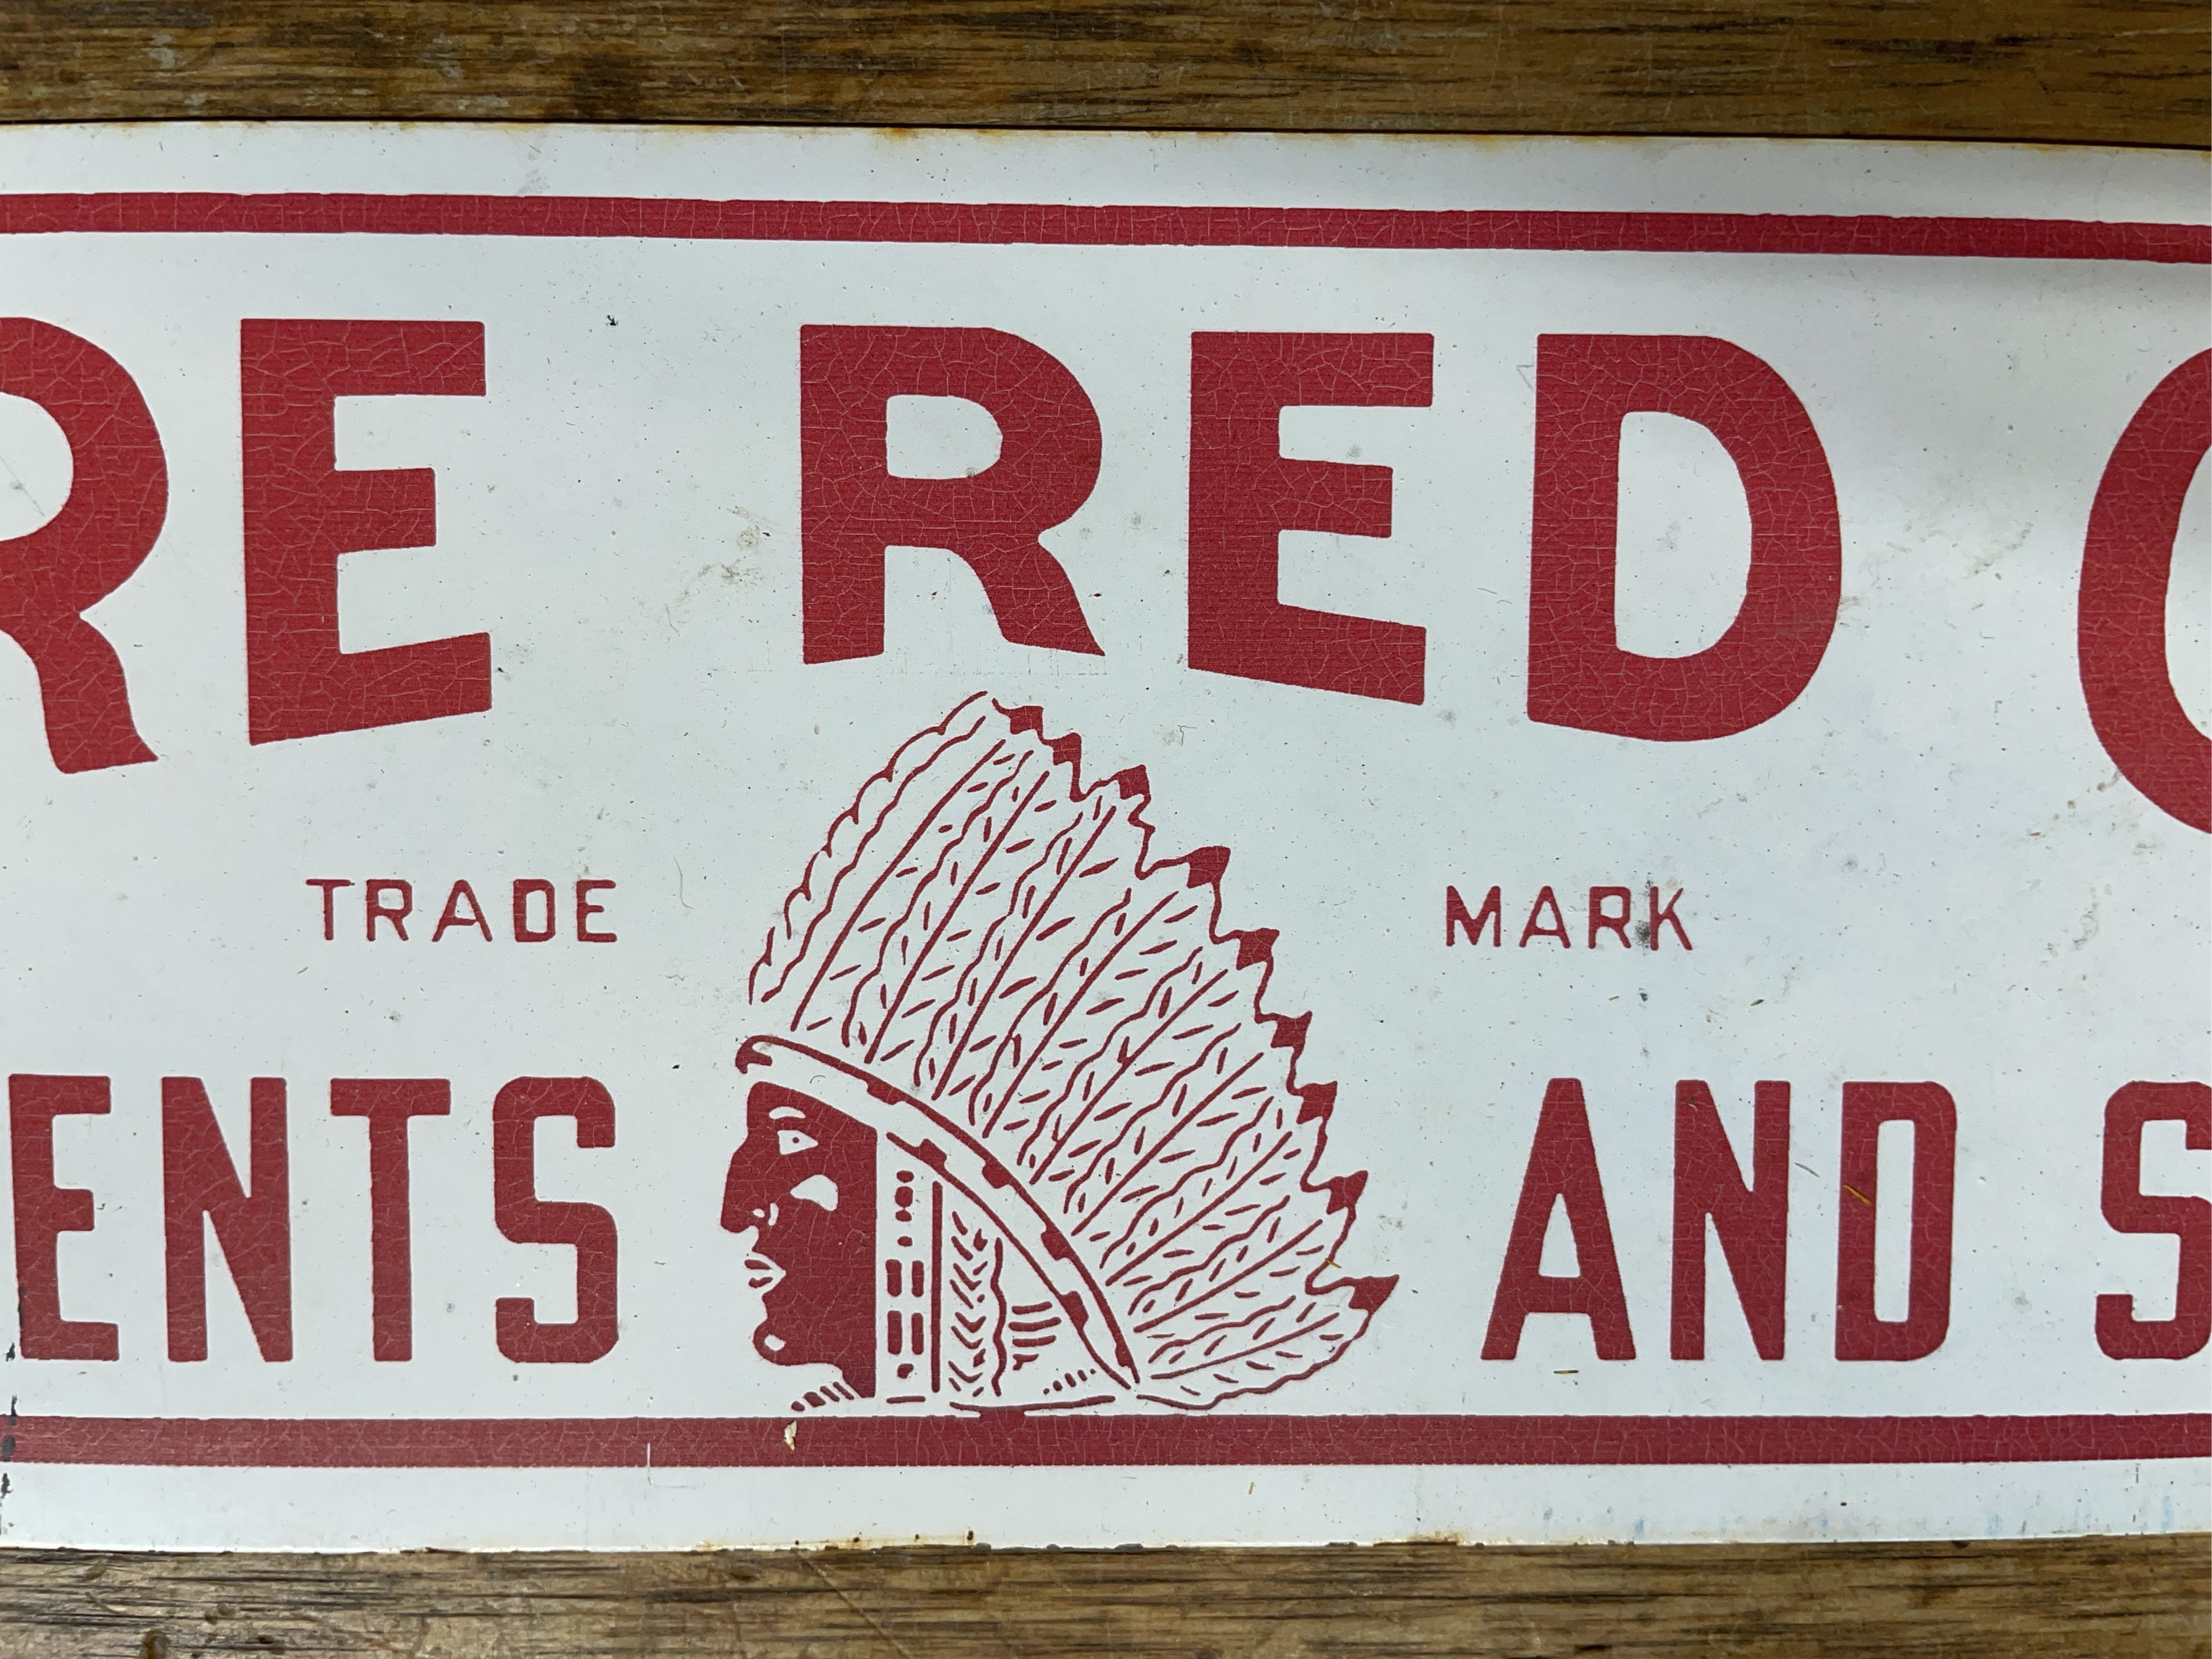 RE RED
TRADE MARK
ENTS AND S